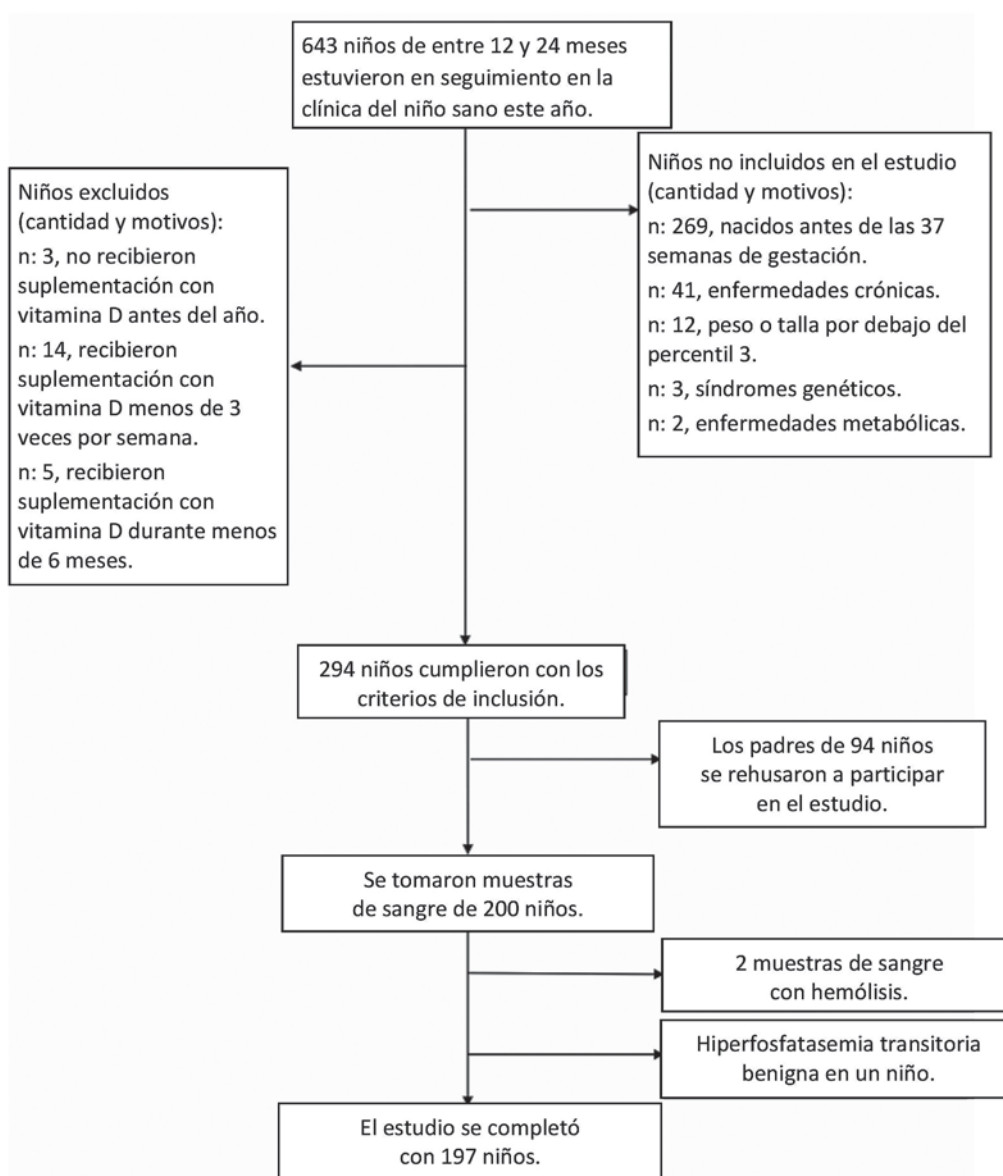 643 niños de entre 12 y 24 meses
estuvieron en seguimiento en la
clínica del niño sano este año.
Niños no incluidos en el estudio
(cantidad y motivos):
n: 269, nacidos antes de las 37
semanas de gestación.
n: 41, enfermedades crónicas.
n: 12, peso o talla por debajo del
percentil 3.
n: 3, síndromes genéticos.
n: 2, enfermedades metabólicas.
Niños excluidos
(cantidad y motivos):
n: 3, no recibieron
suplementación con
vitamina D antes del año.
n: 14, recibieron
suplementación con
vitamina D menos de 3
veces por semana.
n: 5, recibieron
suplementación con
vitamina D durante menos
de 6 meses.
294 niños cumplieron con los
criterios de inclusión.
Los padres de 94 niños
se rehusaron a participar
en el estudio.
Se tomaron muestras
de sangre de 200 niños.
2 muestras de sangre
con hemólisis.
Hiperfosfatasemia transitoria
benigna en un niño.
El estudio se completó
con 197 niños.